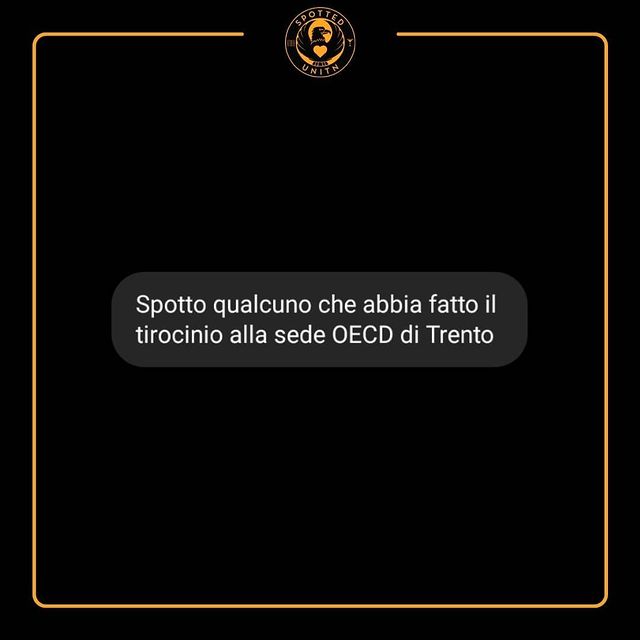 SPOTTED
UNITN
Spotto qualcuno che abbia fatto il
tirocinio alla sede OECD di Trento